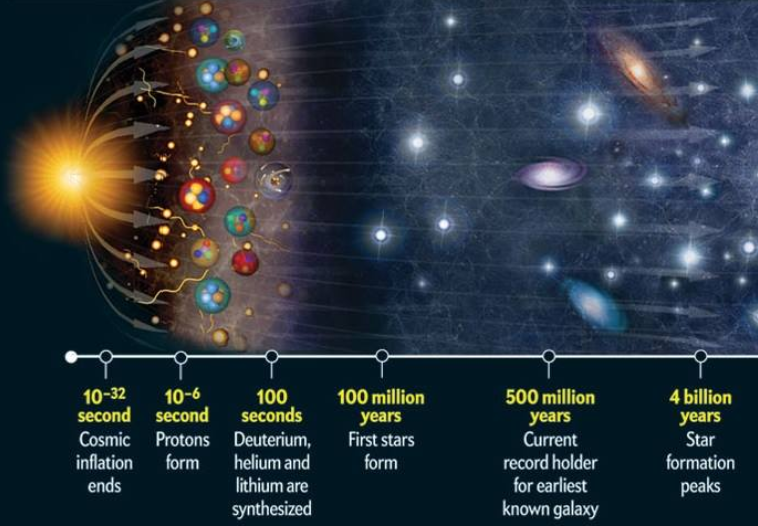 10–32
second
Cosmic
inflation
ends
10–6
second
Protons
form
100
seconds
Deuterium,
helium and
lithium are
synthesized
100 million
years
First stars
form
500 million
years
Current
record holder
for earliest
known galaxy
4 billion
years
Star
formation
peaks